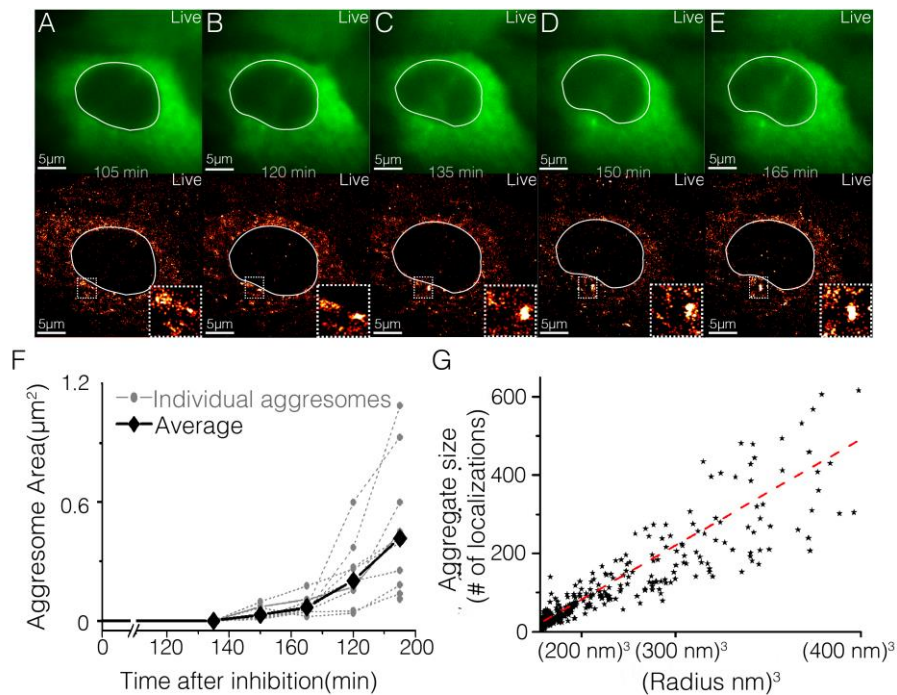 A Live B Live C Live D Live E Live
5µm 5µm 5µm 5µm 5µm
105 min 120 min 135 min 150 min 165 min
Live Live Live Live Live
5µm 5µm 5µm 5µm 5µm
F
1.2
0.6
0
Aggresome Area(µm²)
Individual aggresomes
Average
0 120 140 160 120 200
Time after inhibition(min)
G
600
400
200
0
Aggregate size
(# of localizations)
(200 nm)³ (300 nm)³ (400 nm)³
(Radius nm)³